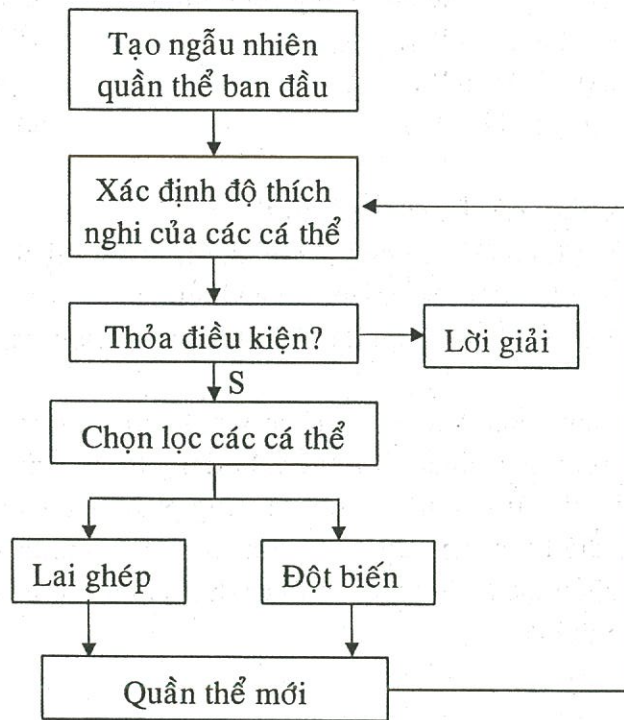 Tạo ngẫu nhiên
quần thể ban đầu
Xác định độ thích
nghi của các cá thể
Thỏa điều kiện?
Lời giải
S
Chọn lọc các cá thể
Lai ghép
Đột biến
Quần thể mới